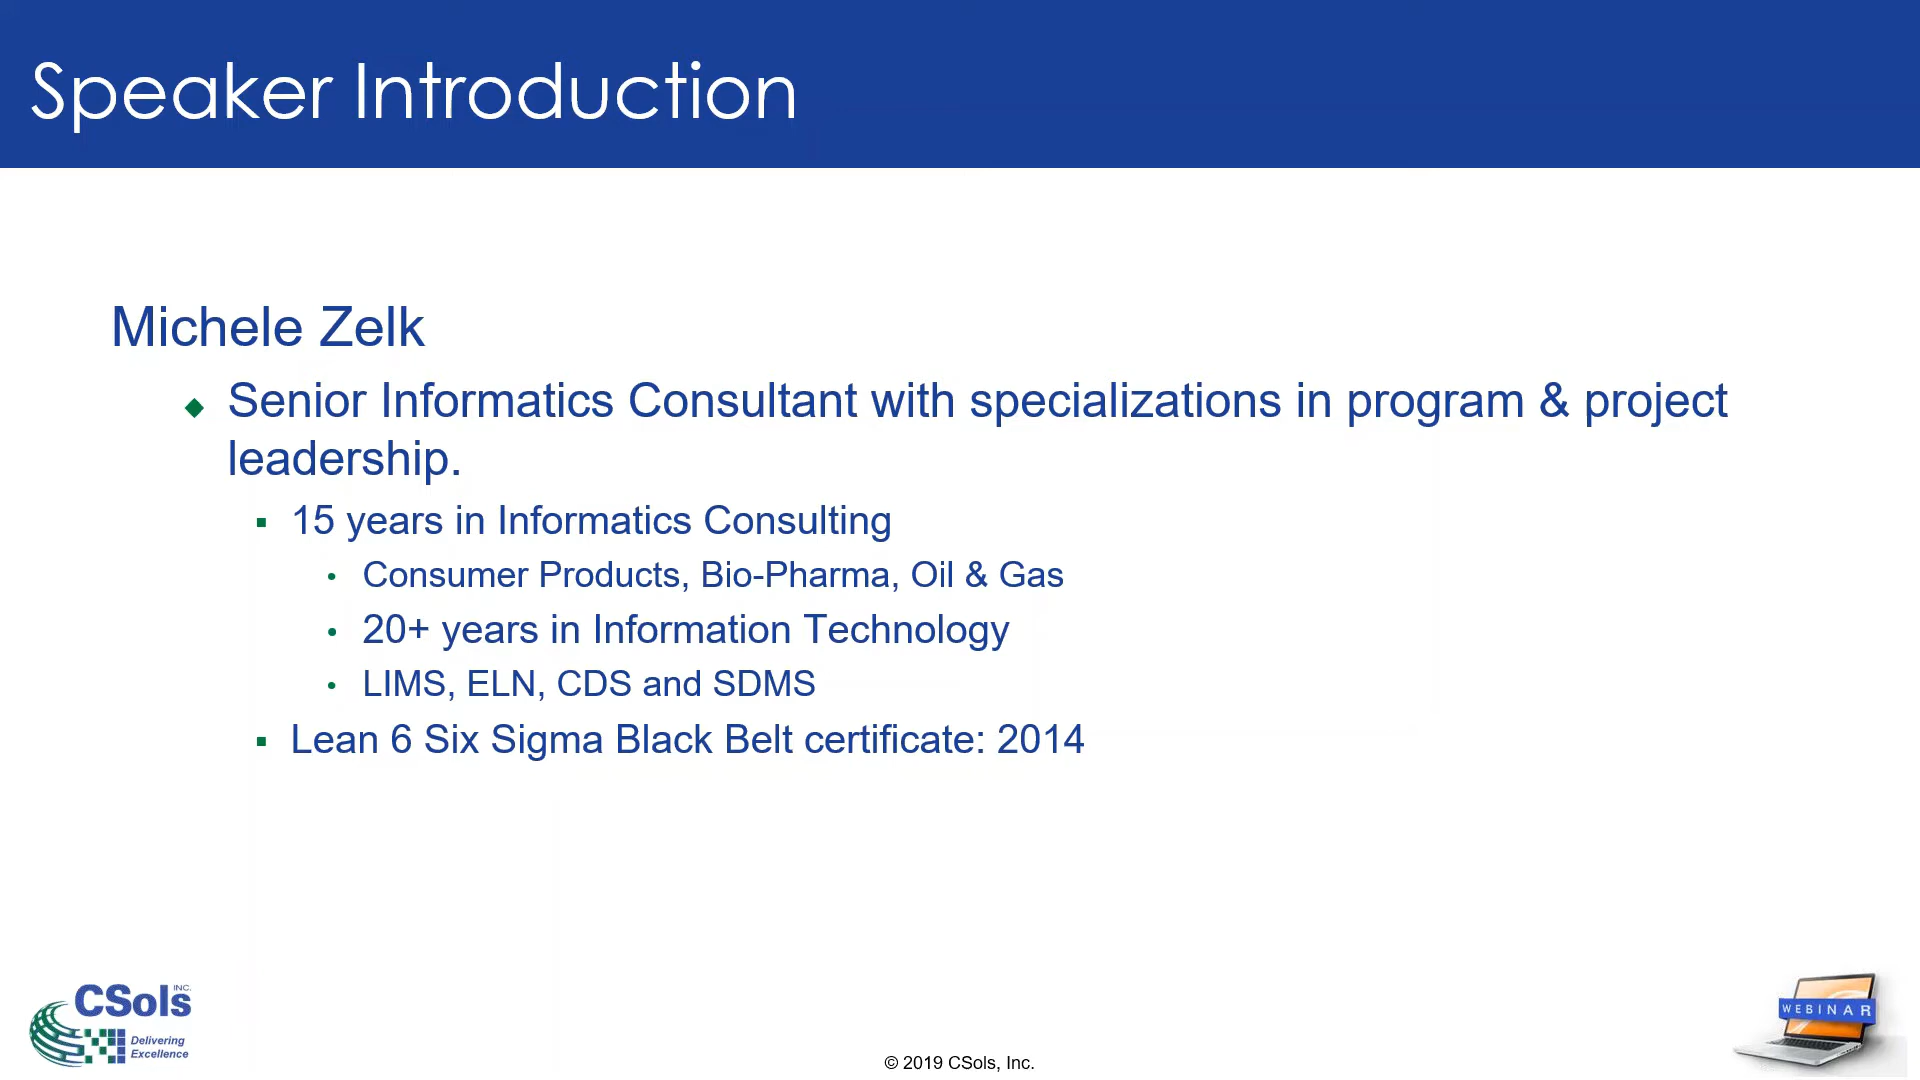 Speaker Introduction
Michele Zelk
Senior Informatics Consultant with specializations in program & project
leadership.
15 years in Informatics Consulting
Consumer Products, Bio-Pharma, Oil & Gas
20+ years in Information Technology
LIMS, ELN, CDS and SDMS
Lean 6 Six Sigma Black Belt certificate: 2014
CSols INC.
Delivering
Excellence
WEBINAR
© 2019 CSols, Inc.